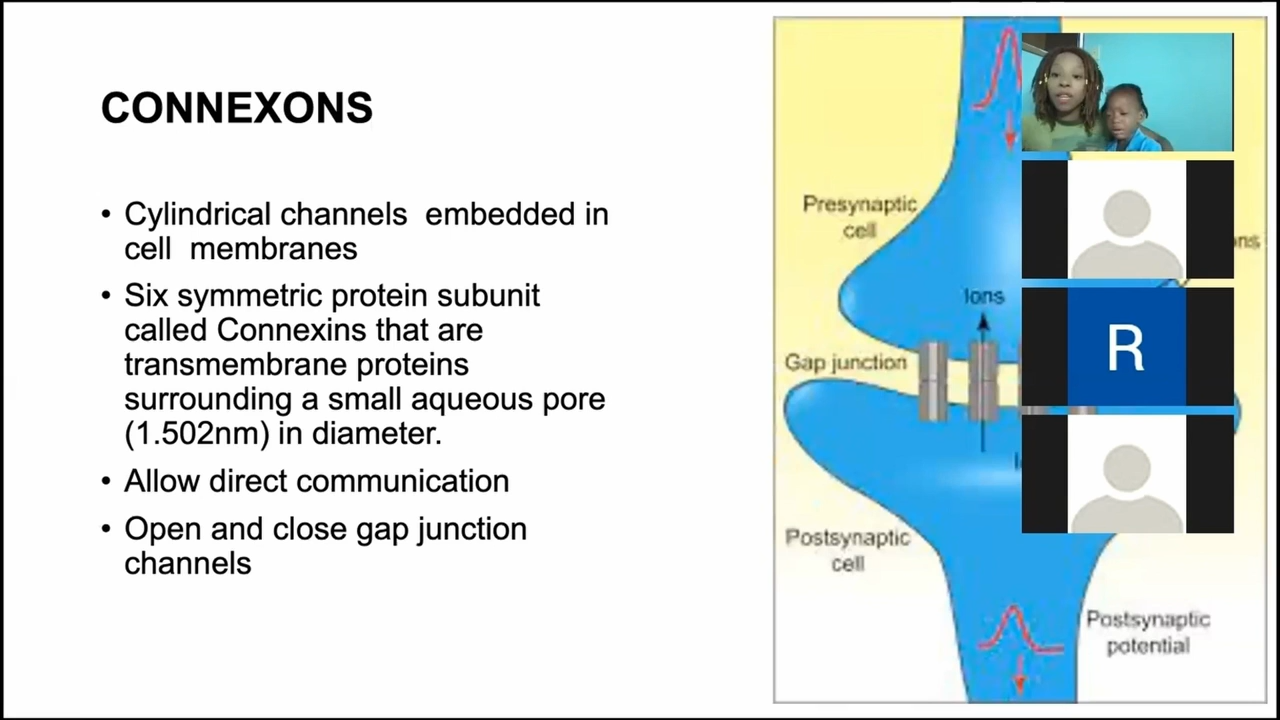 CONNEXONS
• Cylindrical channels embedded in
cell membranes
• Six symmetric protein subunit
called Connexins that are
transmembrane proteins
surrounding a small aqueous pore
(1.502nm) in diameter.
• Allow direct communication
• Open and close gap junction
channels
Presynaptic
cell
Ions
Gap junction
R
Postsynaptic
cell
Postsynaptic
potential